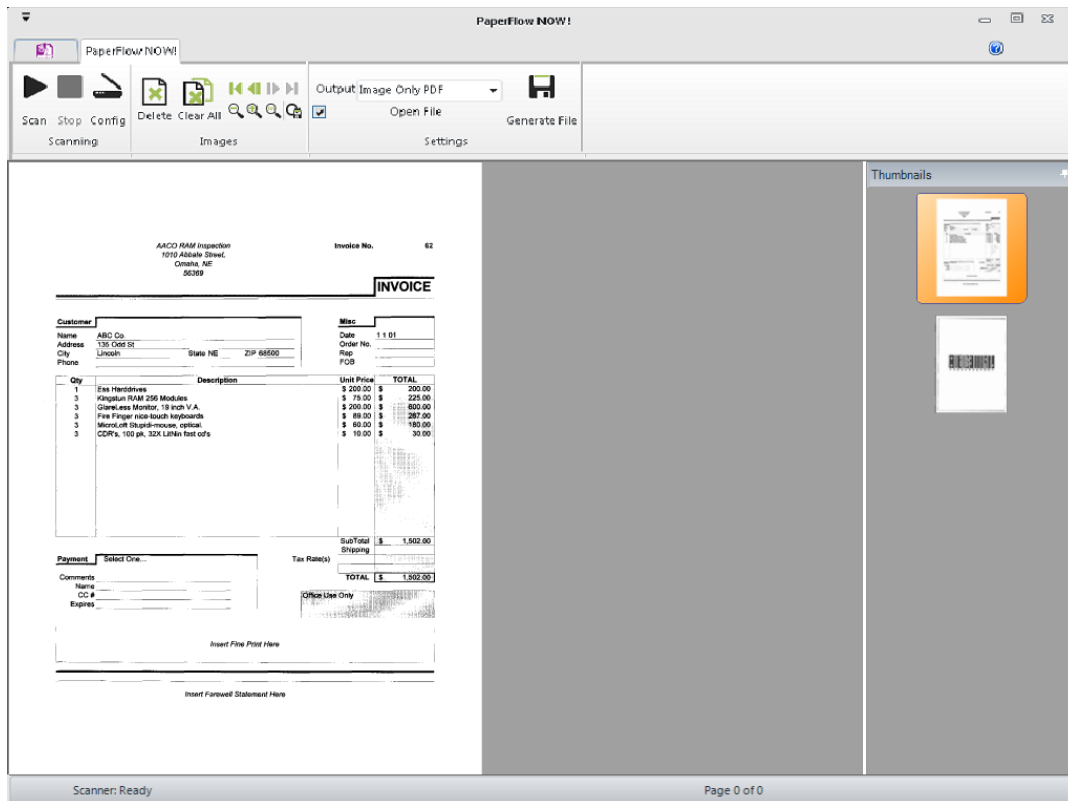 PaperFlow NOW!
PaperFlow NOW!
Scan Stop Config
Scanning
Delete Clear All
Images
Output Image Only PDF
Open File
Generate File
Settings
Thumbnails
AACO RAM Inspection
1010 Abbate Street,
Omaha, NE
56369
Invoice No. 62
INVOICE
Customer
Name ABC Co
Address 135 Odd St
City Lincoln State NE ZIP 68500
Phone
Misc
Date 1 1 01
Order No.
Rep
FOB
Qty Description Unit Price TOTAL
1 Ess Harddrives $ 200.00 $ 200.00
3 Kingstun RAM 256 Modules $ 75.00 $ 225.00
3 GlareLess Monitor, 19 inch V.A. $ 200.00 $ 600.00
3 Fire Finger nice-touch keyboards $ 89.00 $ 267.00
3 MicroLoft Stupidi-mouse, optical. $ 60.00 $ 180.00
3 CDR's, 100 pk, 32X LitNin fast cd's $ 10.00 $ 30.00
SubTotal $ 1,502.00
Shipping
Payment Select One...
Tax Rate(s)
TOTAL $ 1,502.00
Comments
Name
CC #
Expires
Office Use Only
Insert Fine Print Here
Insert Farewell Statement Here
Scanner: Ready
Page 0 of 0